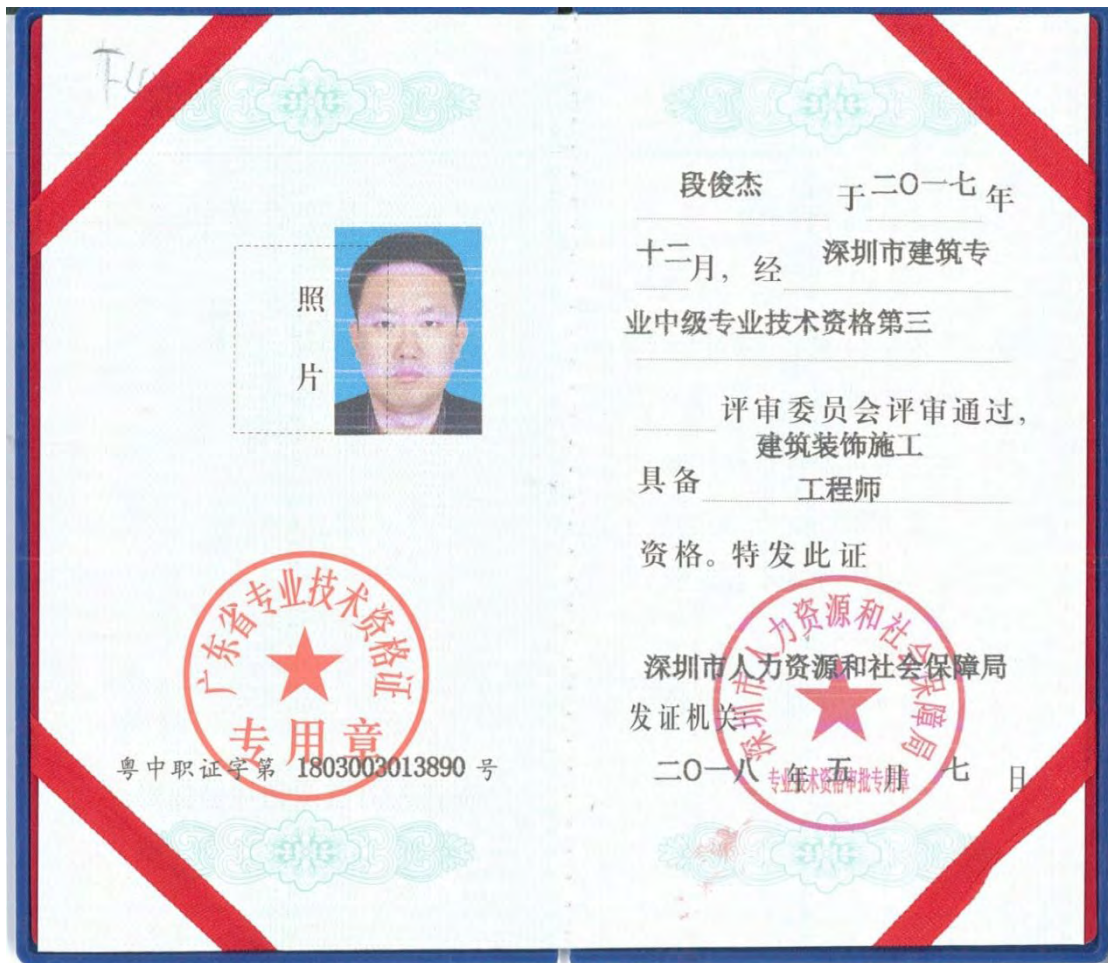 照
片
广东省专业技术资格证
专用章
粤中职证字第 1803003013890 号
段俊杰 于二〇一七年
十二月，经 深圳市建筑专
业中级专业技术资格第三
评审委员会评审通过，
建筑装饰施工
具备 工程师
资格。特发此证
深圳市人力资源和社会保障局
深圳市人力资源和社会保障局
发证机关：
二〇一八 年 五 月 七 日
专业技术资格审批专用章